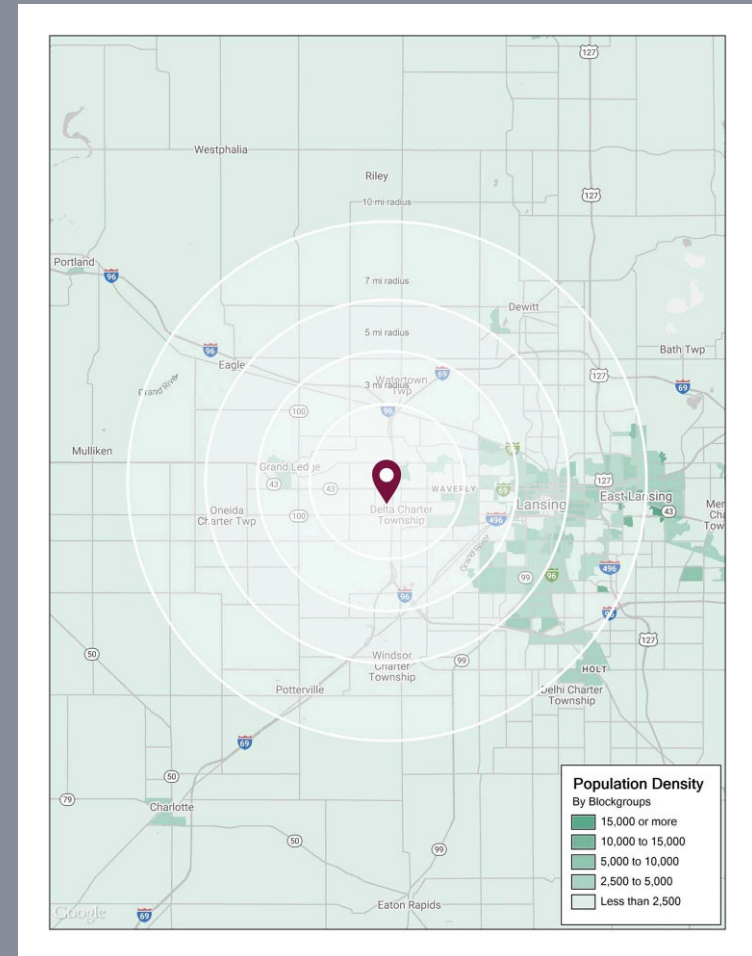 127
Westphalia
Riley
10 mi radius
127
Portland
96
7 mi radius
Dewitt
5 mi radius
96
Bath Twp
Eagle
69
Watertown
Twp
127
69
3 mi radius
Grand River
100
96
Mulliken
Grand Ledge
43
43
WAVERLY
69
127
East Lansing
Lansing
Delta Charter
Township
Oneida
Charter Twp
100
496
43
Grand River
99
96
496
96
96
127
50
Windsor
Charter
Township
99
HOLT
Potterville
Delhi Charter
Township
69
50
79
Charlotte
50
99
Google
69
Eaton Rapids
Population Density
By Blockgroups
15,000 or more
10,000 to 15,000
5,000 to 10,000
2,500 to 5,000
Less than 2,500